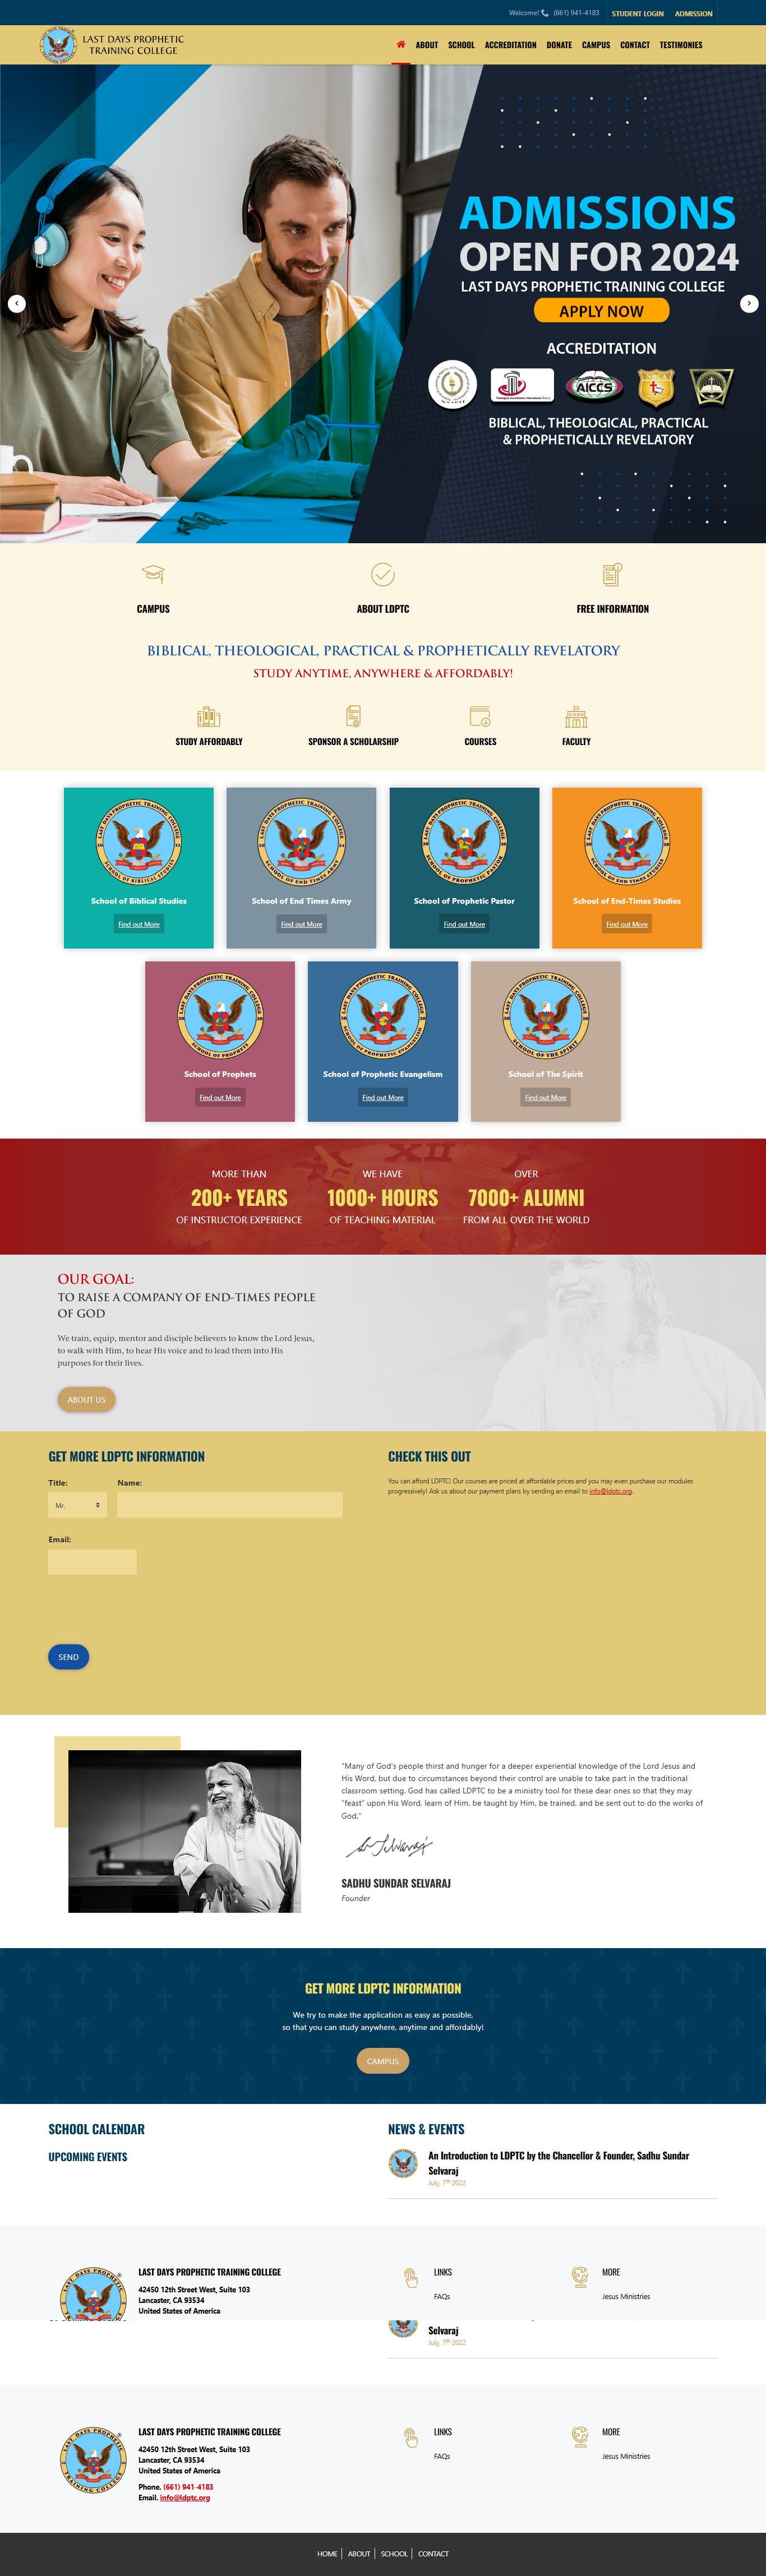 Welcome! (661) 941-4183 STUDENT LOGIN ADMISSION
LAST DAYS PROPHETIC
TRAINING COLLEGE
ABOUT SCHOOL ACCREDITATION DONATE CAMPUS CONTACT TESTIMONIES
ADMISSIONS
OPEN FOR 2024
LAST DAYS PROPHETIC TRAINING COLLEGE
APPLY NOW
ACCREDITATION
AICCS
BIBLICAL, THEOLOGICAL, PRACTICAL
& PROPHETICALLY REVELATORY
CAMPUS ABOUT LDPTC FREE INFORMATION
BIBLICAL, THEOLOGICAL, PRACTICAL & PROPHETICALLY REVELATORY
STUDY ANYTIME, ANYWHERE & AFFORDABLY!
STUDY AFFORDABLY SPONSOR A SCHOLARSHIP COURSES FACULTY
School of Biblical Studies School of End Times Army School of Prophetic Pastor School of End-Times Studies
Find out More Find out More Find out More Find out More
School of Prophets School of Prophetic Evangelism School of The Spirit
Find out More Find out More Find out More
MORE THAN WE HAVE OVER
200+ YEARS 1000+ HOURS 7000+ ALUMNI
OF INSTRUCTOR EXPERIENCE OF TEACHING MATERIAL FROM ALL OVER THE WORLD
OUR GOAL:
TO RAISE A COMPANY OF END-TIMES PEOPLE
OF GOD
We train, equip, mentor and disciple believers to know the Lord Jesus,
to walk with Him, to hear His voice and to lead them into His
purposes for their lives.
ABOUT US
GET MORE LDPTC INFORMATION
Title: Name:
Mr.
Email:
SEND
CHECK THIS OUT
You can afford LDPTC! Our courses are priced at affordable prices and you may even purchase our modules
progressively! Ask us about our payment plans by sending an email to info@ldptc.org.
"Many of God's people thirst and hunger for a deeper experiential knowledge of the Lord Jesus and
His Word, but due to circumstances beyond their control are unable to take part in the traditional
classroom setting. God has called LDPTC to be a ministry tool for these dear ones so that they may
"feast" upon His Word, learn of Him, be taught by Him, be trained, and be sent out to do the works of
God."
SADHU SUNDAR SELVARAJ
Founder
GET MORE LDPTC INFORMATION
We try to make the application as easy as possible,
so that you can study anywhere, anytime and affordably!
CAMPUS
SCHOOL CALENDAR
UPCOMING EVENTS
NEWS & EVENTS
An Introduction to LDPTC by the Chancellor & Founder, Sadhu Sundar
Selvaraj
July, 7th 2022
LAST DAYS PROPHETIC TRAINING COLLEGE
42450 12th Street West, Suite 103
Lancaster, CA 93534
United States of America
LINKS
FAQs
MORE
Jesus Ministries
Selvaraj
July, 7th 2022
LAST DAYS PROPHETIC TRAINING COLLEGE
42450 12th Street West, Suite 103
Lancaster, CA 93534
United States of America
Phone. (661) 941-4183
Email. info@ldptc.org
LINKS
FAQs
MORE
Jesus Ministries
HOME ABOUT SCHOOL CONTACT